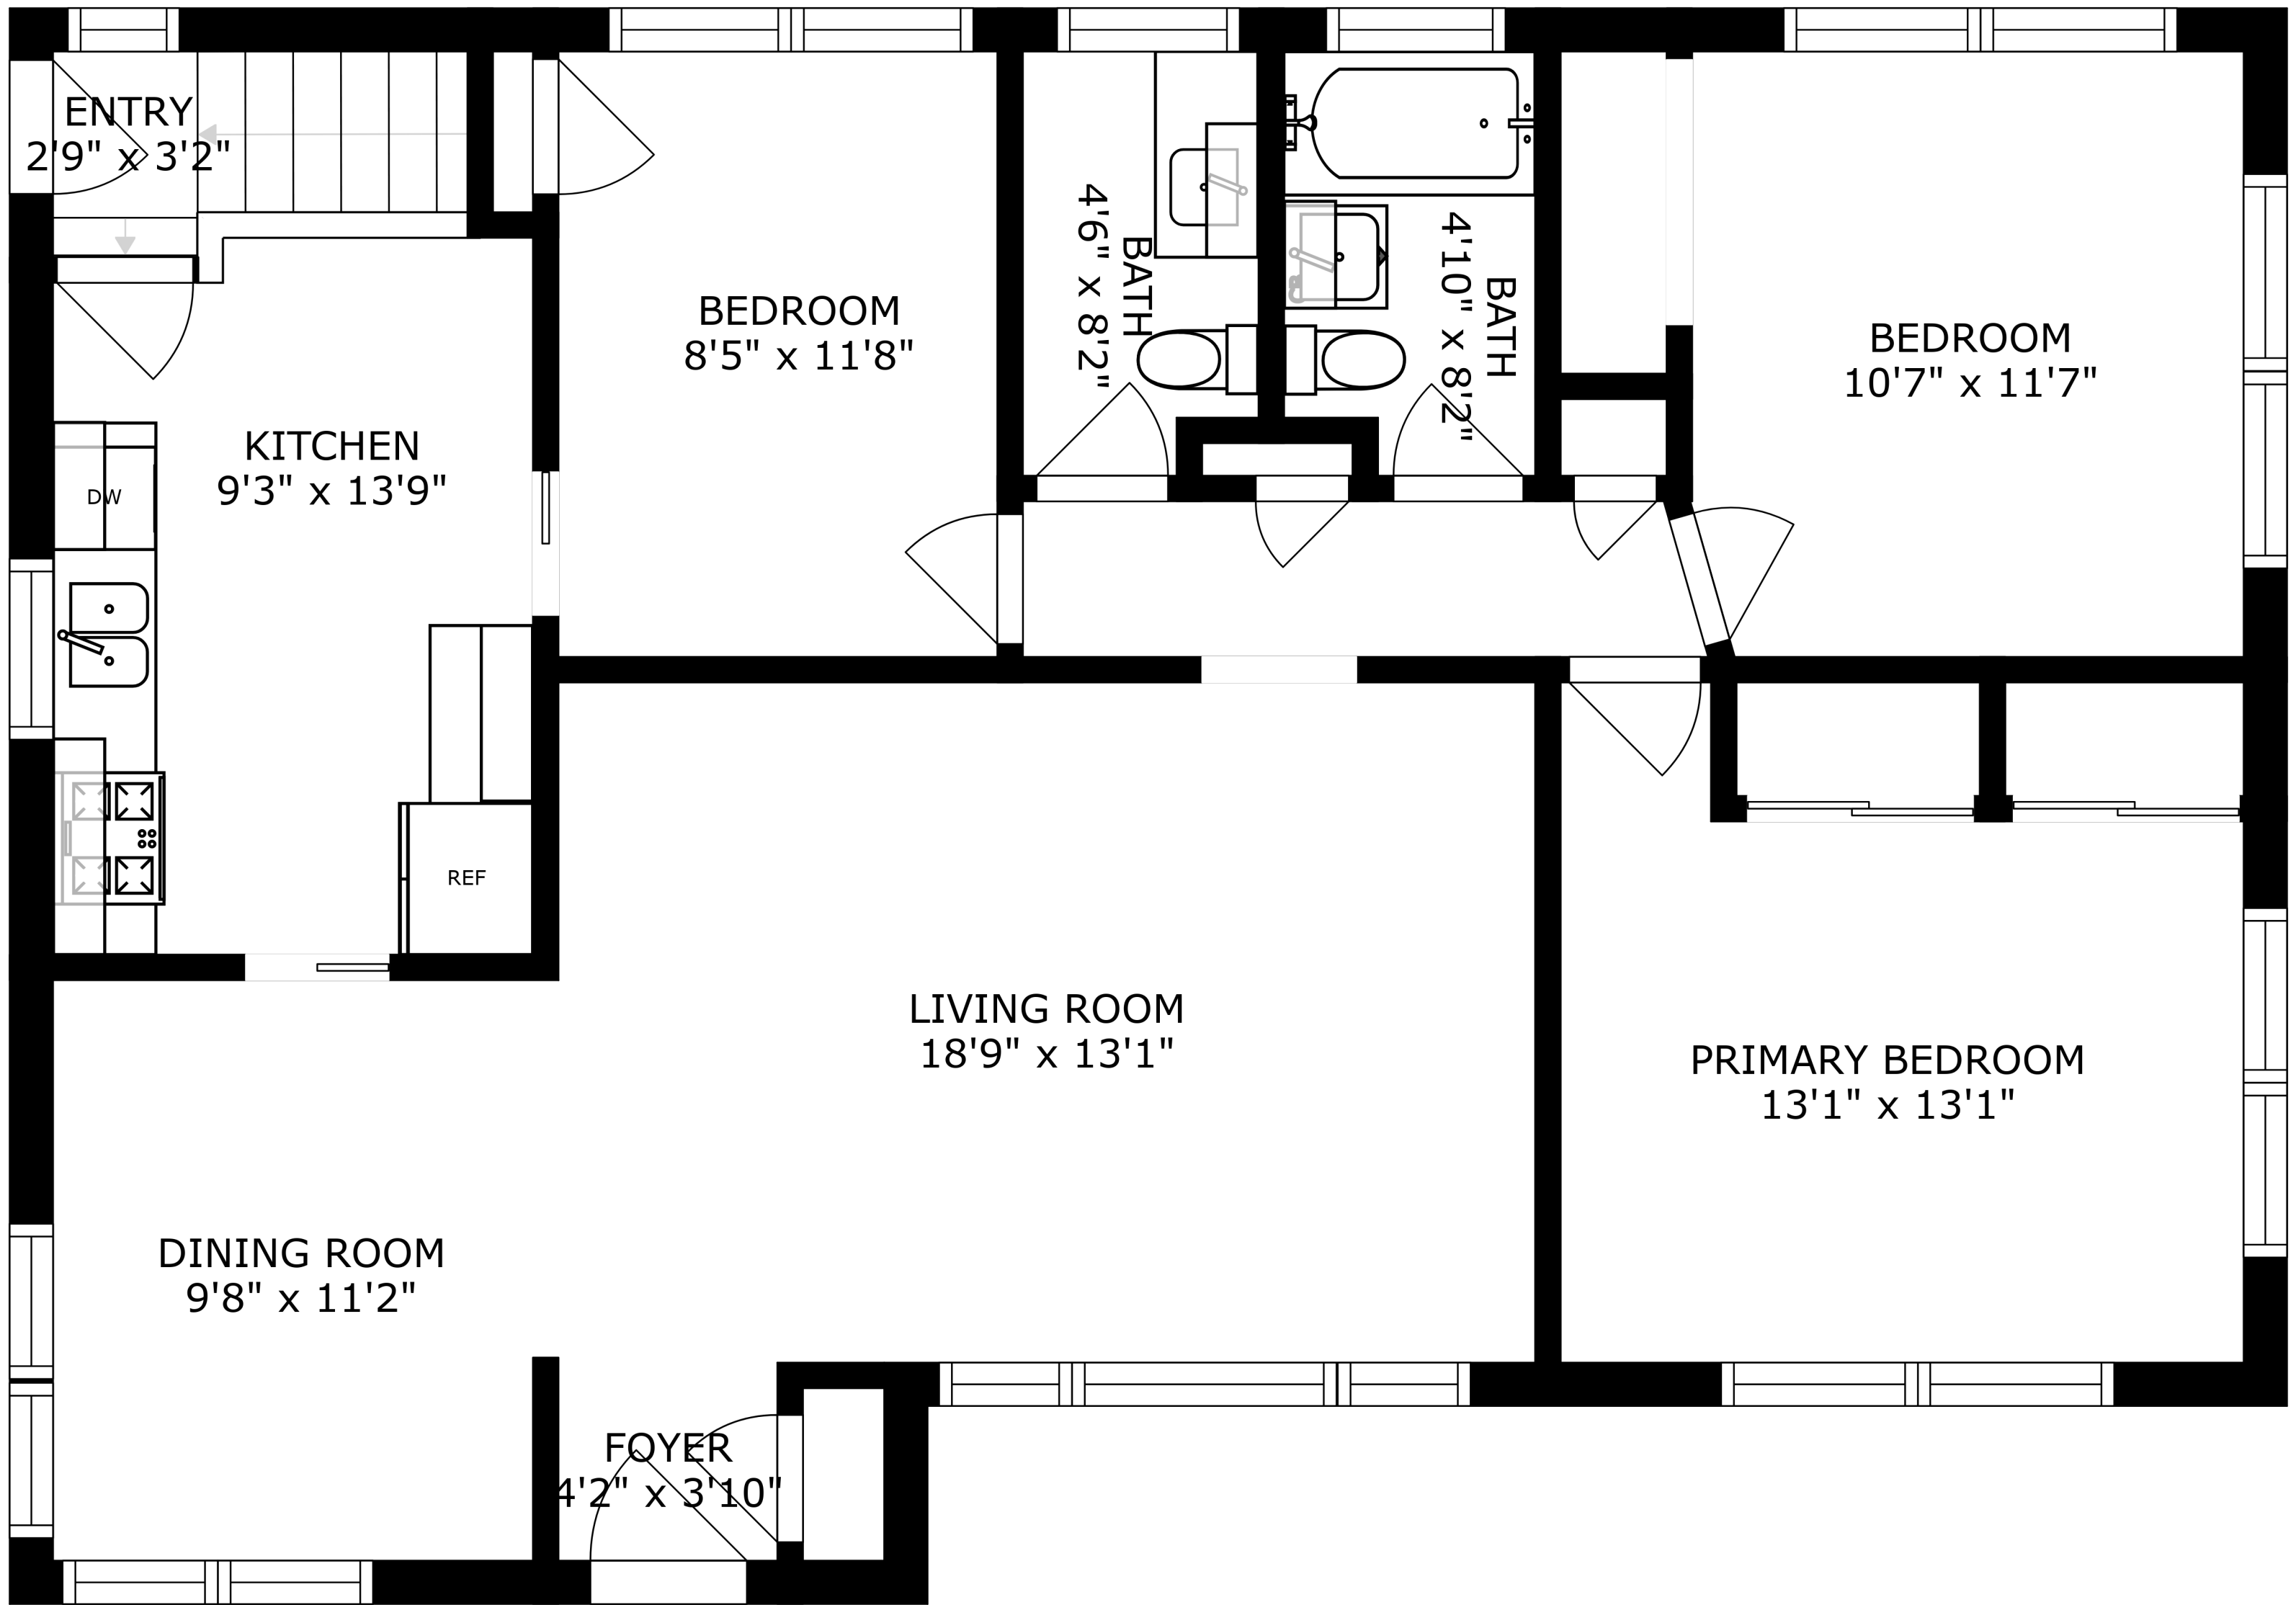 ENTRY
2'9" x 3'2"
BEDROOM
8'5" x 11'8"
BATH
4'6" x 8'2"
BATH
4'10" x 8'2"
BEDROOM
10'7" x 11'7"
KITCHEN
9'3" x 13'9"
DW
REF
LIVING ROOM
18'9" x 13'1"
PRIMARY BEDROOM
13'1" x 13'1"
DINING ROOM
9'8" x 11'2"
FOYER
4'2" x 3'10"